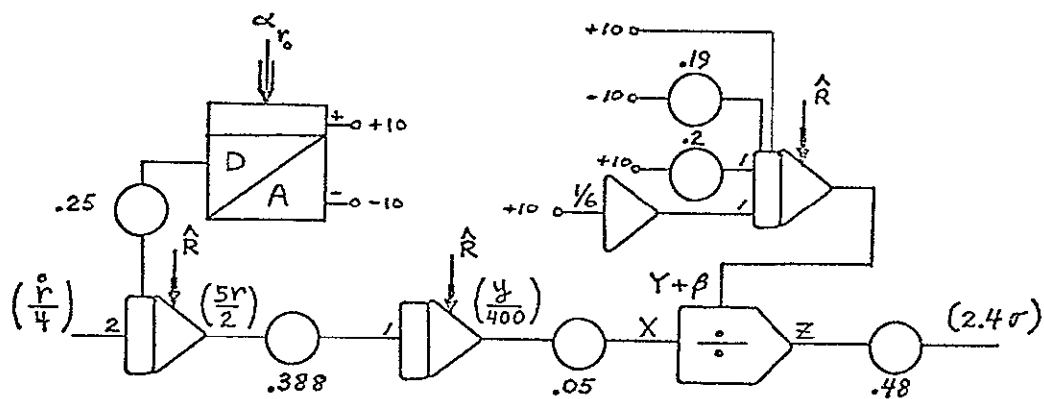 α r₀
+10
.19
-10
R̂
.2
+10
1
1/6
+10
1
+ +10
D
A
- -10
.25
R̂
R̂
(ṙ/4)
2
(5r/2)
.388
1
(y/400)
.05
X
Y+β
÷
Z
.48
(2.4σ)